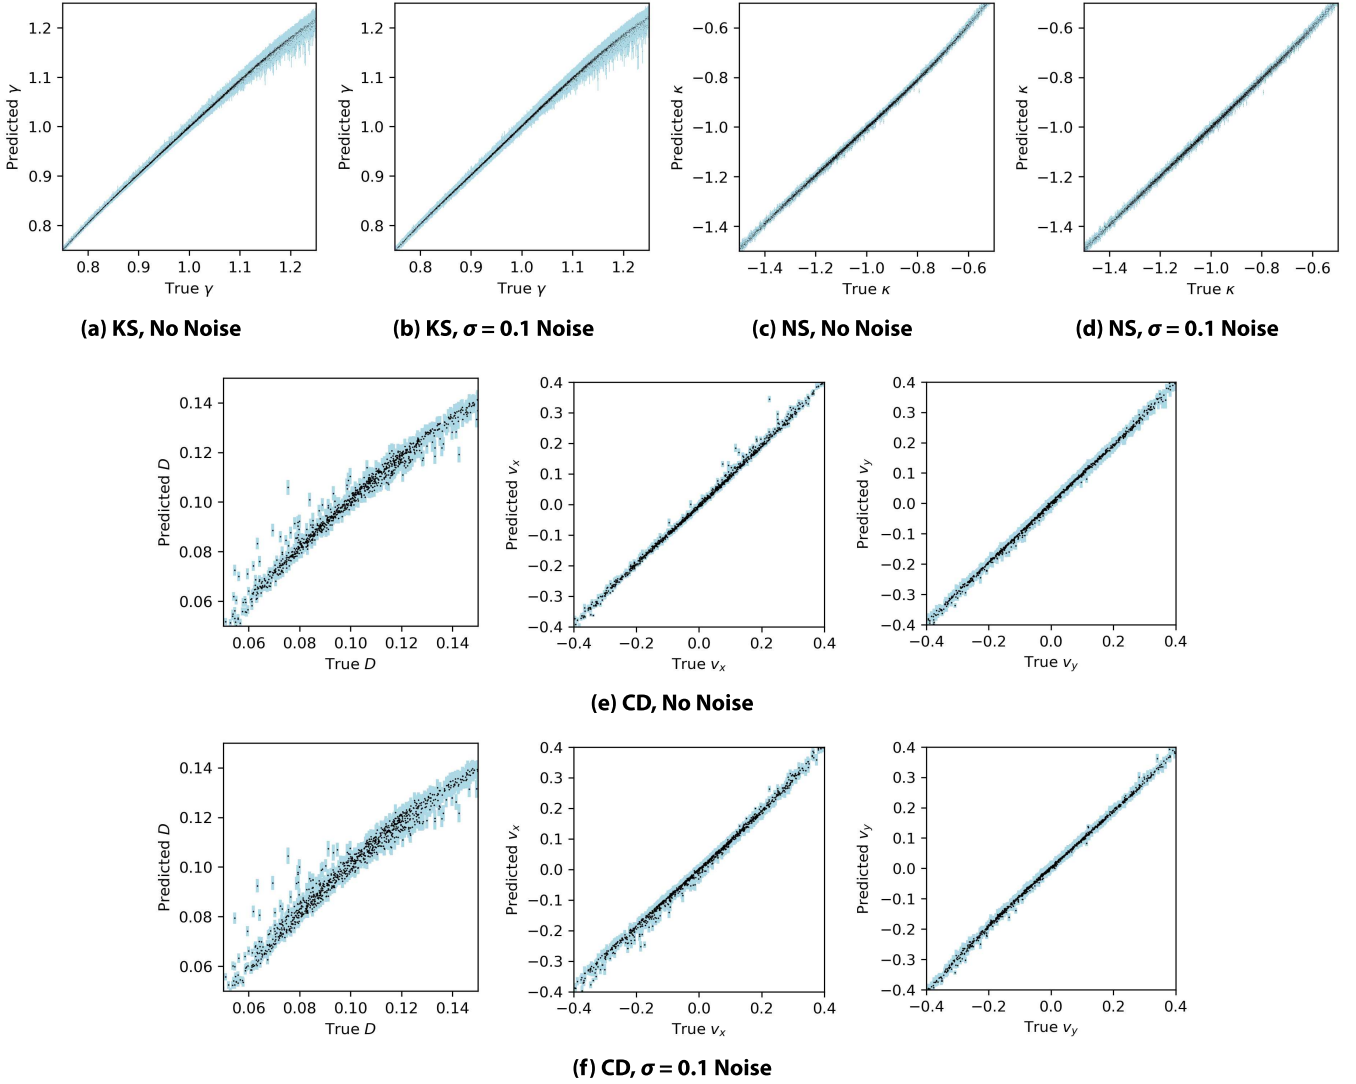 1.2
1.1
1.0
0.9
0.8
Predicted γ
0.8 0.9 1.0 1.1 1.2
True γ
(a) KS, No Noise
1.2
1.1
1.0
0.9
0.8
Predicted γ
0.8 0.9 1.0 1.1 1.2
True γ
(b) KS, σ = 0.1 Noise
−0.6
−0.8
−1.0
−1.2
−1.4
Predicted κ
−1.4 −1.2 −1.0 −0.8 −0.6
True κ
(c) NS, No Noise
−0.6
−0.8
−1.0
−1.2
−1.4
Predicted κ
−1.4 −1.2 −1.0 −0.8 −0.6
True κ
(d) NS, σ = 0.1 Noise
0.14
0.12
0.10
0.08
0.06
Predicted D
0.06 0.08 0.10 0.12 0.14
True D
0.4
0.3
0.2
0.1
0.0
−0.1
−0.2
−0.3
−0.4
Predicted vₓ
−0.4 −0.2 0.0 0.2 0.4
True vₓ
0.4
0.3
0.2
0.1
0.0
−0.1
−0.2
−0.3
−0.4
Predicted v_y
−0.4 −0.2 0.0 0.2 0.4
True v_y
(e) CD, No Noise
0.14
0.12
0.10
0.08
0.06
Predicted D
0.06 0.08 0.10 0.12 0.14
True D
0.4
0.3
0.2
0.1
0.0
−0.1
−0.2
−0.3
−0.4
Predicted vₓ
−0.4 −0.2 0.0 0.2 0.4
True vₓ
0.4
0.3
0.2
0.1
0.0
−0.1
−0.2
−0.3
−0.4
Predicted v_y
−0.4 −0.2 0.0 0.2 0.4
True v_y
(f) CD, σ = 0.1 Noise